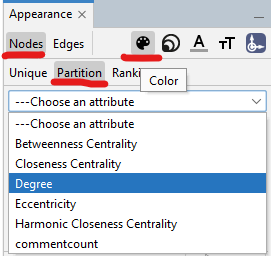 Appearance ×
Nodes Edges A TT
Unique Partition Ranki
Color
---Choose an attribute
---Choose an attribute
Betweenness Centrality
Closeness Centrality
Degree
Eccentricity
Harmonic Closeness Centrality
commentcount